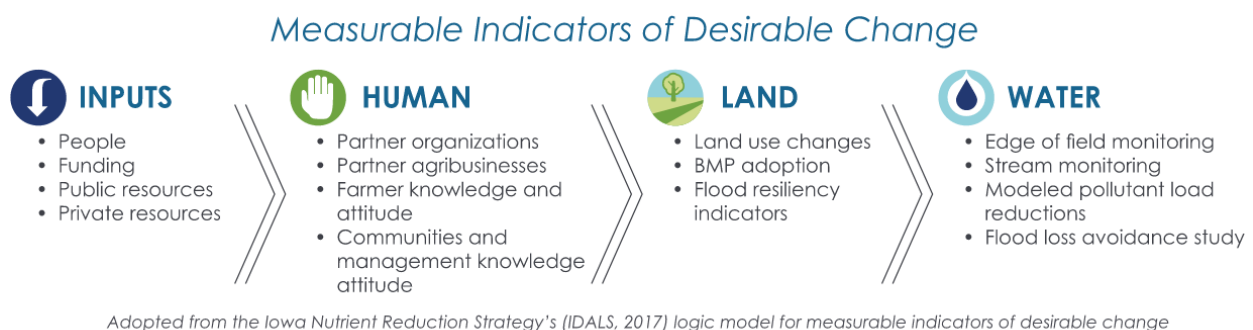 Measurable Indicators of Desirable Change
INPUTS
• People
• Funding
• Public resources
• Private resources
HUMAN
• Partner organizations
• Partner agribusinesses
• Farmer knowledge and
attitude
• Communities and
management knowledge
attitude
LAND
• Land use changes
• BMP adoption
• Flood resiliency
indicators
WATER
• Edge of field monitoring
• Stream monitoring
• Modeled pollutant load
reductions
• Flood loss avoidance study
Adopted from the Iowa Nutrient Reduction Strategy's (IDALS, 2017) logic model for measurable indicators of desirable change